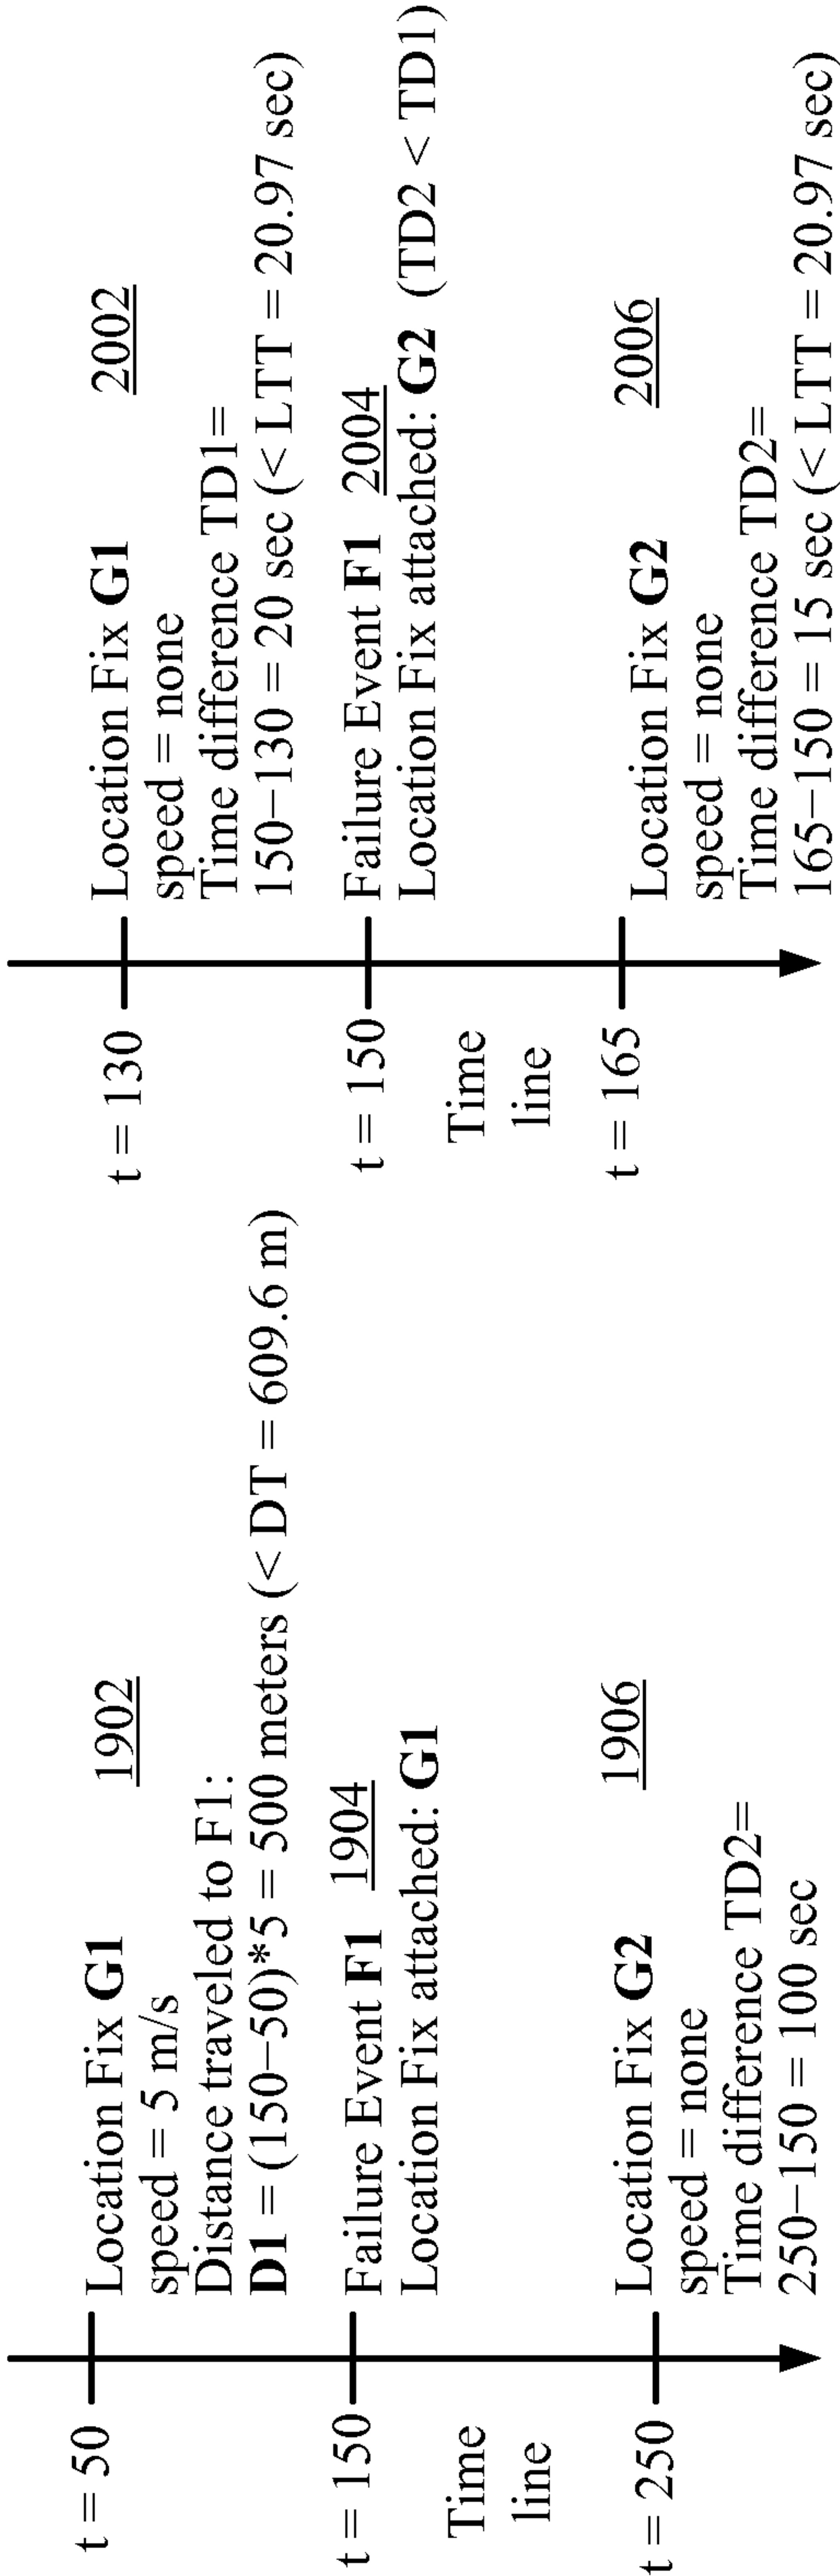 t = 50
Location Fix G1
1902
speed = 5 m/s
Distance traveled to F1:
D1 = (150−50)*5 = 500 meters (< DT = 609.6 m)
t = 150
Failure Event F1 1904
Location Fix attached: G1
Time
line
t = 250
Location Fix G2
1906
speed = none
Time difference TD2=
250−150 = 100 sec
t = 130
Location Fix G1
2002
speed = none
Time difference TD1=
150−130 = 20 sec (< LTT = 20.97 sec)
t = 150
Failure Event F1 2004
Location Fix attached: G2 (TD2 < TD1)
Time
line
t = 165
Location Fix G2
2006
speed = none
Time difference TD2=
165−150 = 15 sec (< LTT = 20.97 sec)